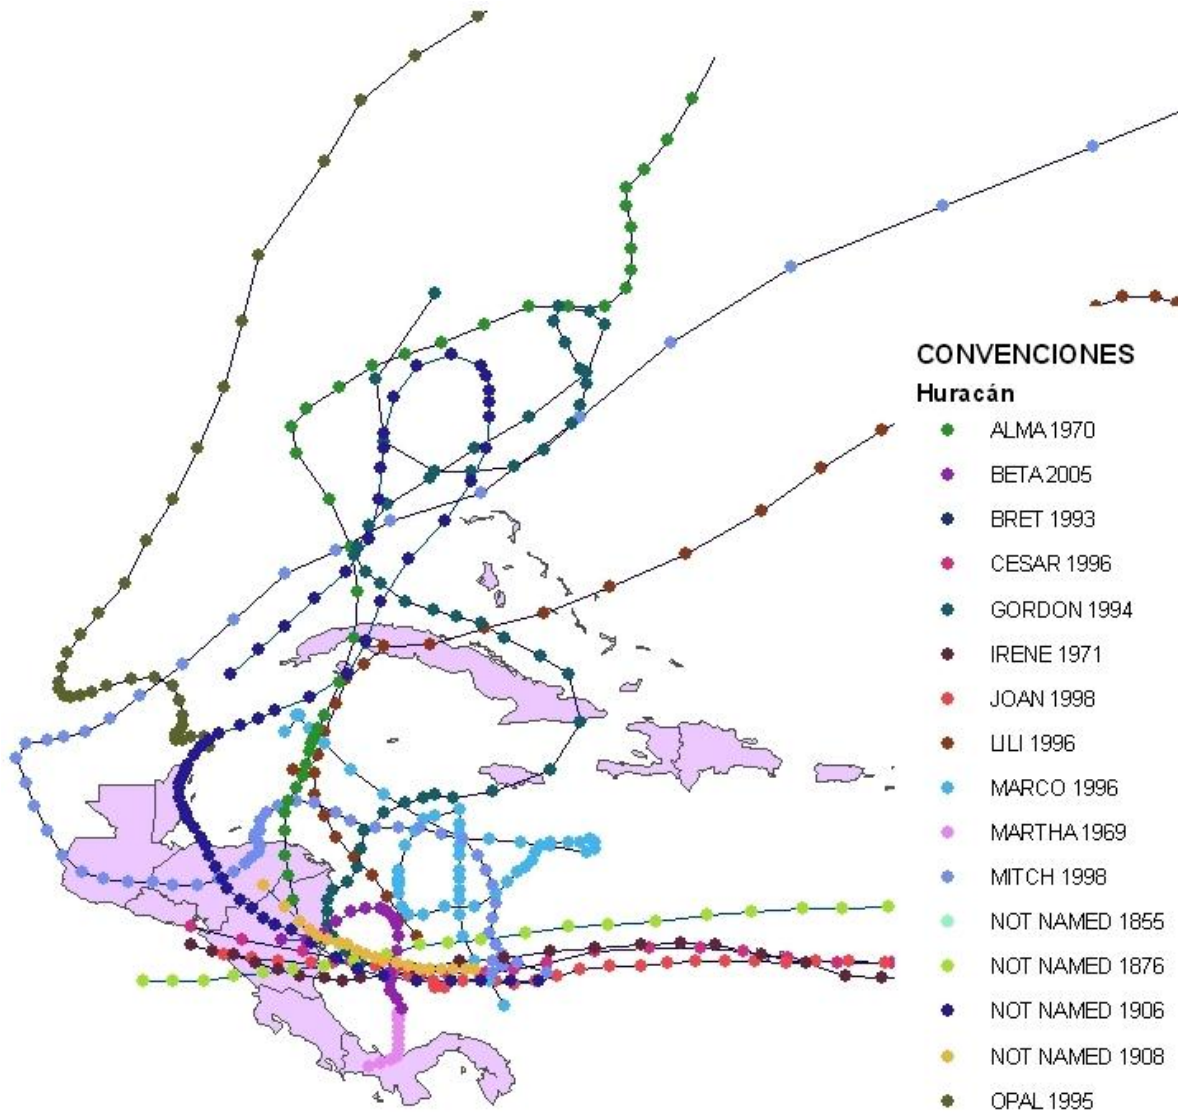 CONVENCIONES
Huracán
ALMA 1970
BETA 2005
BRET 1993
CESAR 1996
GORDON 1994
IRENE 1971
JOAN 1998
LILI 1996
MARCO 1996
MARTHA 1969
MITCH 1998
NOT NAMED 1855
NOT NAMED 1876
NOT NAMED 1906
NOT NAMED 1908
OPAL 1995